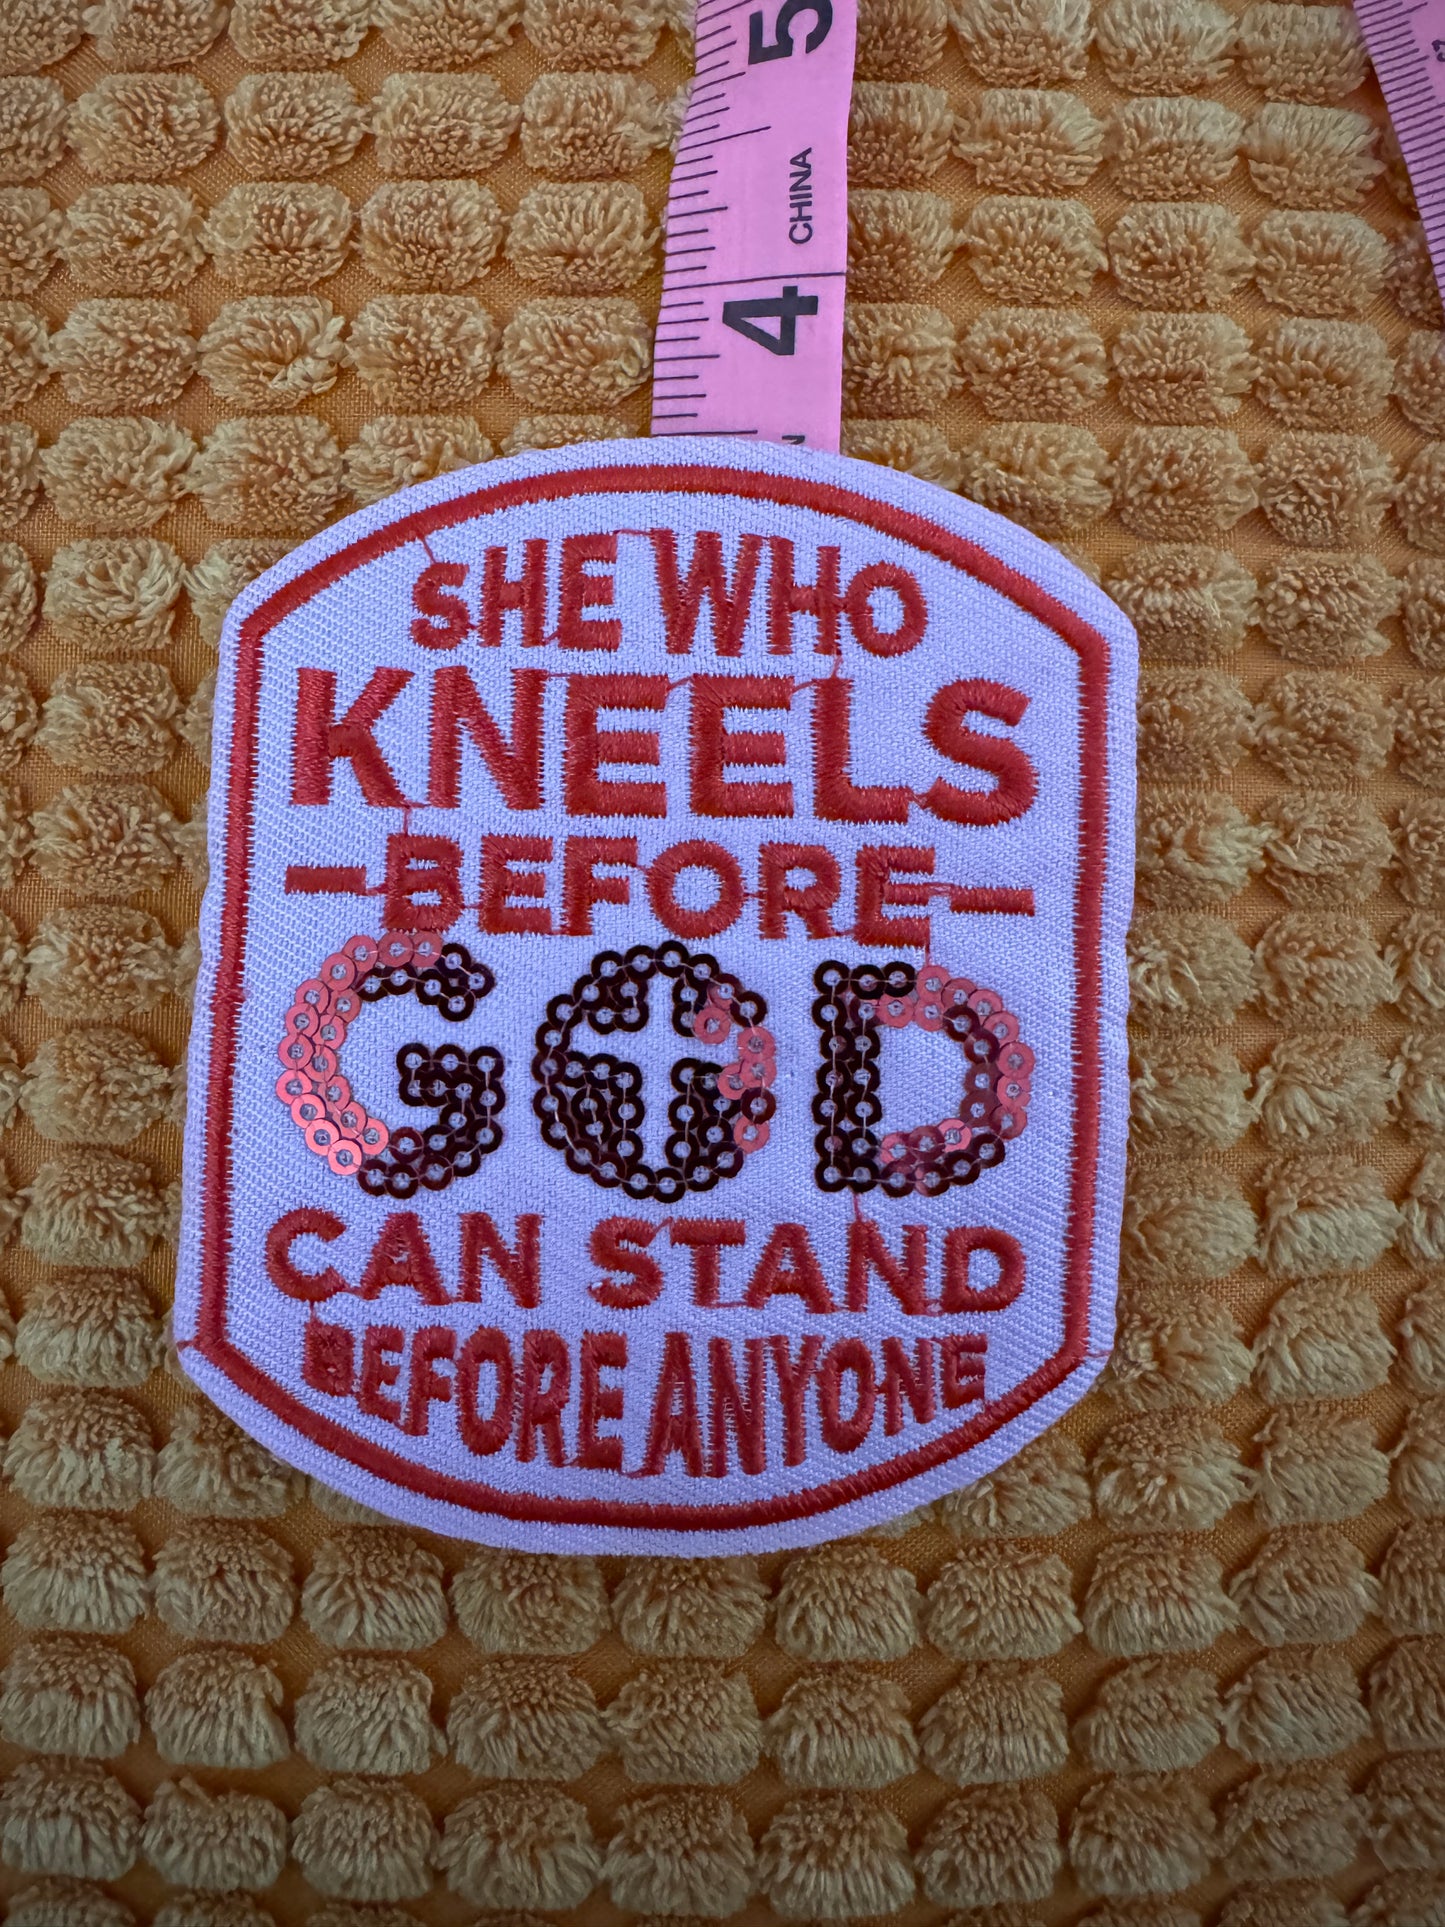 5
CHINA
4
SHE WHO
KNEELS
-BEFORE-
GOD
CAN STAND
BEFORE ANYONE